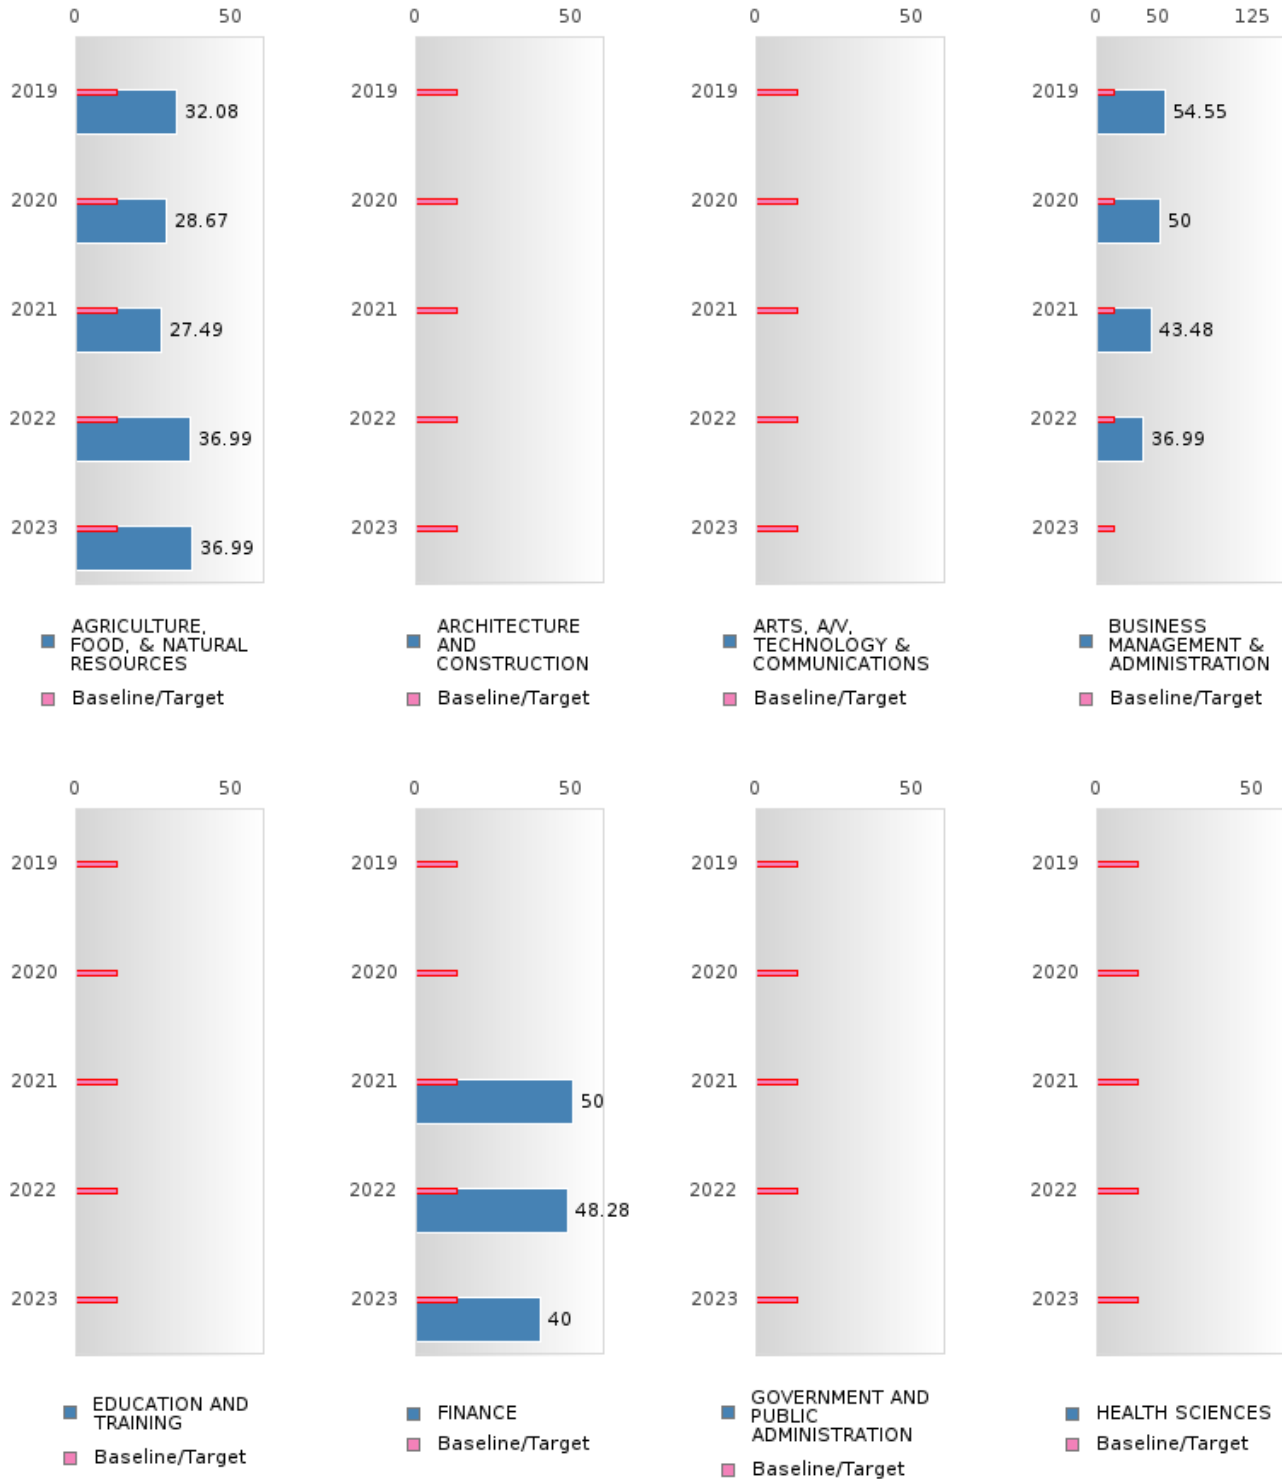 0 50
2019
32.08
2020
28.67
2021
27.49
2022
36.99
2023
36.99
AGRICULTURE,
FOOD, & NATURAL
RESOURCES
Baseline/Target
0 50
2019
2020
2021
2022
2023
ARCHITECTURE
AND
CONSTRUCTION
Baseline/Target
0 50
2019
2020
2021
2022
2023
ARTS, A/V,
TECHNOLOGY &
COMMUNICATIONS
Baseline/Target
0 50 125
2019
54.55
2020
50
2021
43.48
2022
36.99
2023
BUSINESS
MANAGEMENT &
ADMINISTRATION
Baseline/Target
0 50
2019
2020
2021
2022
2023
EDUCATION AND
TRAINING
Baseline/Target
0 50
2019
2020
2021
50
2022
48.28
2023
40
FINANCE
Baseline/Target
0 50
2019
2020
2021
2022
2023
GOVERNMENT AND
PUBLIC
ADMINISTRATION
Baseline/Target
0 50
2019
2020
2021
2022
2023
HEALTH SCIENCES
Baseline/Target